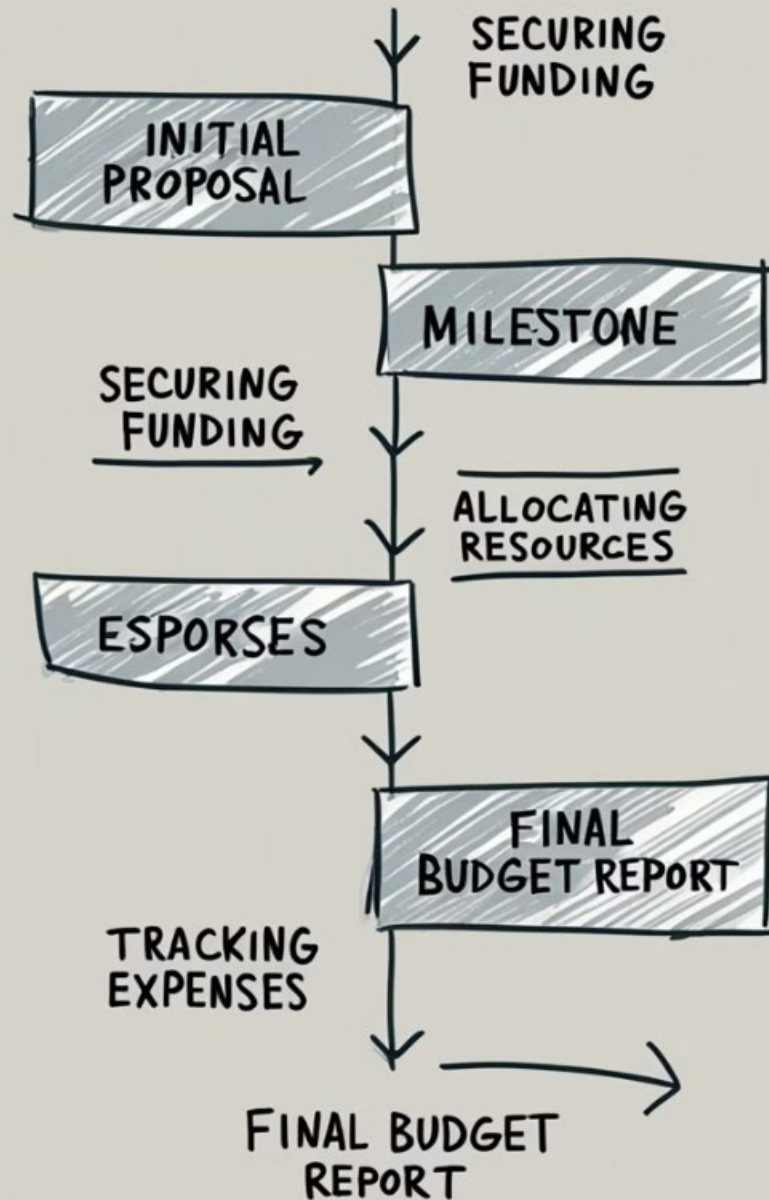 SECURING
FUNDING
INITIAL
PROPOSAL
MILESTONE
SECURING
FUNDING
ALLOCATING
RESOURCES
ESPORSES
FINAL
BUDGET REPORT
TRACKING
EXPENSES
FINAL BUDGET
REPORT